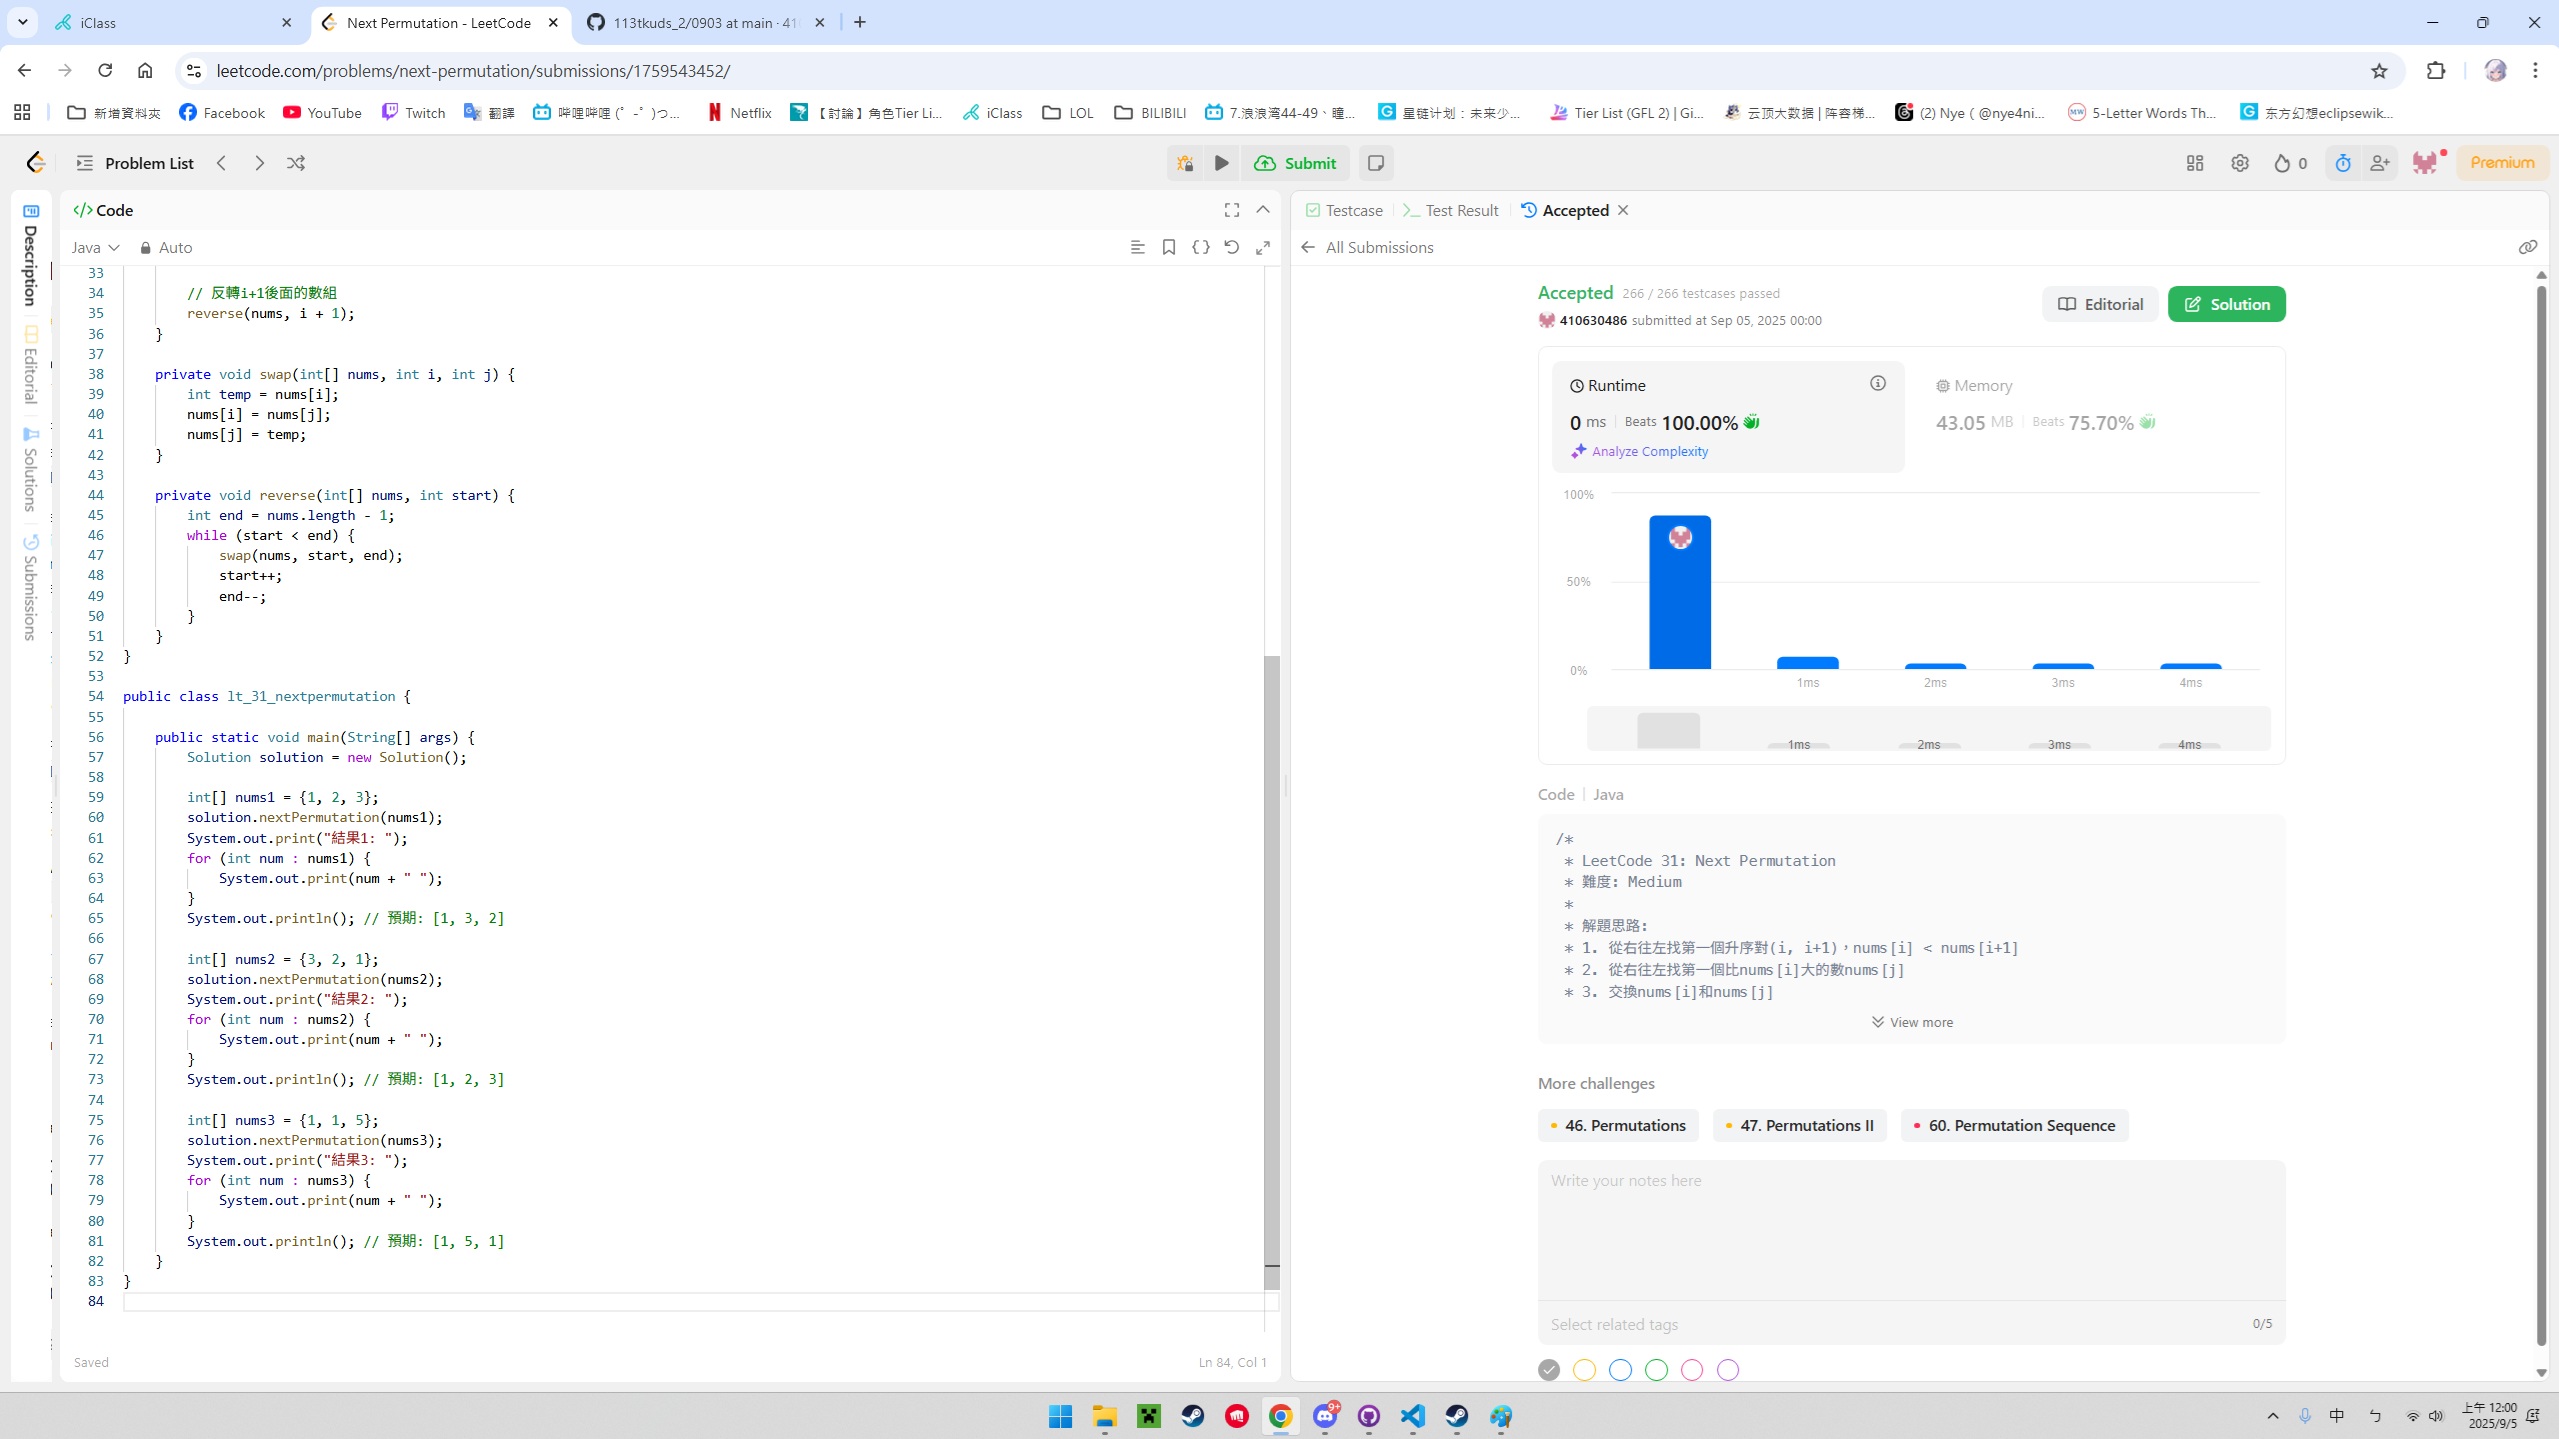 iClass
Next Permutation - LeetCode
113tkuds_2/0903 at main · 41
leetcode.com/problems/next-permutation/submissions/1759543452/
新增資料夾 Facebook YouTube Twitch 翻譯 哔哩哔哩 (゜-゜)つ... Netflix 【討論】角色Tier Li... iClass LOL BILIBILI 7.浪浪湾44-49、瞳... 星链计划：未来少... Tier List (GFL 2) | Gi... 云顶大数据 | 阵容梯... (2) Nye ( @nye4ni... 5-Letter Words Th... 东方幻想eclipsewik...
Problem List Submit 0 Premium
Description
Editorial
Solutions
Submissions
Code
Java Auto
33
34 // 反轉i+1後面的數組
35 reverse(nums, i + 1);
36 }
37
38 private void swap(int[] nums, int i, int j) {
39 int temp = nums[i];
40 nums[i] = nums[j];
41 nums[j] = temp;
42 }
43
44 private void reverse(int[] nums, int start) {
45 int end = nums.length - 1;
46 while (start < end) {
47 swap(nums, start, end);
48 start++;
49 end--;
50 }
51 }
52 }
53
54 public class lt_31_nextpermutation {
55
56 public static void main(String[] args) {
57 Solution solution = new Solution();
58
59 int[] nums1 = {1, 2, 3};
60 solution.nextPermutation(nums1);
61 System.out.print("結果1: ");
62 for (int num : nums1) {
63 System.out.print(num + " ");
64 }
65 System.out.println(); // 預期: [1, 3, 2]
66
67 int[] nums2 = {3, 2, 1};
68 solution.nextPermutation(nums2);
69 System.out.print("結果2: ");
70 for (int num : nums2) {
71 System.out.print(num + " ");
72 }
73 System.out.println(); // 預期: [1, 2, 3]
74
75 int[] nums3 = {1, 1, 5};
76 solution.nextPermutation(nums3);
77 System.out.print("結果3: ");
78 for (int num : nums3) {
79 System.out.print(num + " ");
80 }
81 System.out.println(); // 預期: [1, 5, 1]
82 }
83 }
84
Saved Ln 84, Col 1
Testcase Test Result Accepted
All Submissions
Accepted 266 / 266 testcases passed
410630486 submitted at Sep 05, 2025 00:00
Editorial Solution
Runtime
0 ms Beats 100.00%
Analyze Complexity
Memory
43.05 MB Beats 75.70%
100%
50%
0%
1ms 2ms 3ms 4ms
1ms 2ms 3ms 4ms
Code Java
/*
* LeetCode 31: Next Permutation
* 難度: Medium
*
* 解題思路:
* 1. 從右往左找第一個升序對(i, i+1)，nums[i] < nums[i+1]
* 2. 從右往左找第一個比nums[i]大的數nums[j]
* 3. 交換nums[i]和nums[j]
View more
More challenges
46. Permutations 47. Permutations II 60. Permutation Sequence
Write your notes here
Select related tags 0/5
9+
中 ㄅ 上午 12:00
2025/9/5